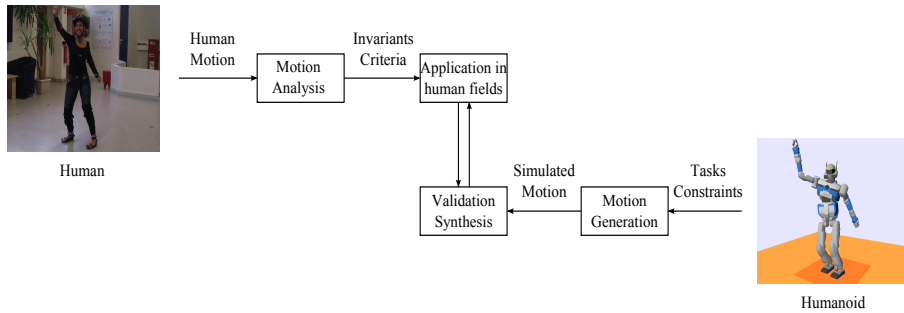 Human
Motion
Motion
Analysis
Invariants
Criteria
Application in
human fields
Human
Validation
Synthesis
Simulated
Motion
Motion
Generation
Tasks
Constraints
Humanoid